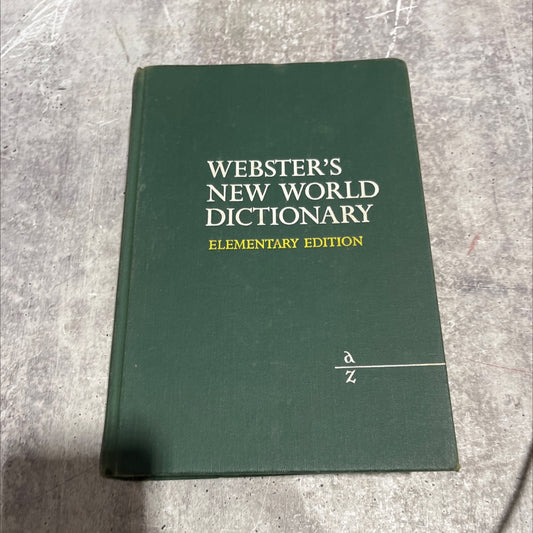 WEBSTER'S
NEW WORLD
DICTIONARY
ELEMENTARY EDITION
a
z